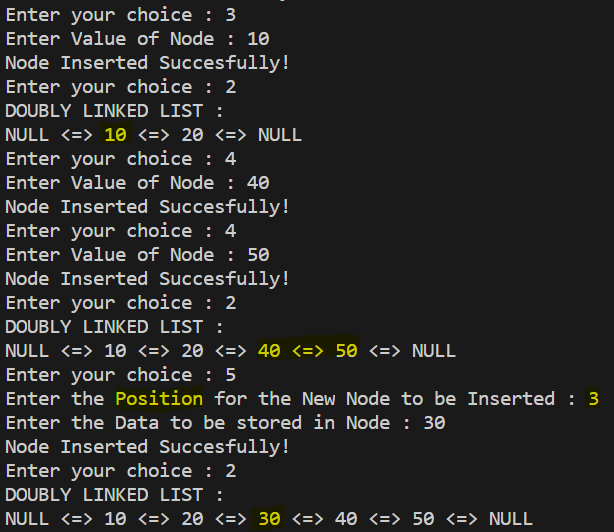 Enter your choice : 3
Enter Value of Node : 10
Node Inserted Succesfully!
Enter your choice : 2
DOUBLY LINKED LIST :
NULL <=> 10 <=> 20 <=> NULL
Enter your choice : 4
Enter Value of Node : 40
Node Inserted Succesfully!
Enter your choice : 4
Enter Value of Node : 50
Node Inserted Succesfully!
Enter your choice : 2
DOUBLY LINKED LIST :
NULL <=> 10 <=> 20 <=> 40 <=> 50 <=> NULL
Enter your choice : 5
Enter the Position for the New Node to be Inserted : 3
Enter the Data to be stored in Node : 30
Node Inserted Succesfully!
Enter your choice : 2
DOUBLY LINKED LIST :
NULL <=> 10 <=> 20 <=> 30 <=> 40 <=> 50 <=> NULL